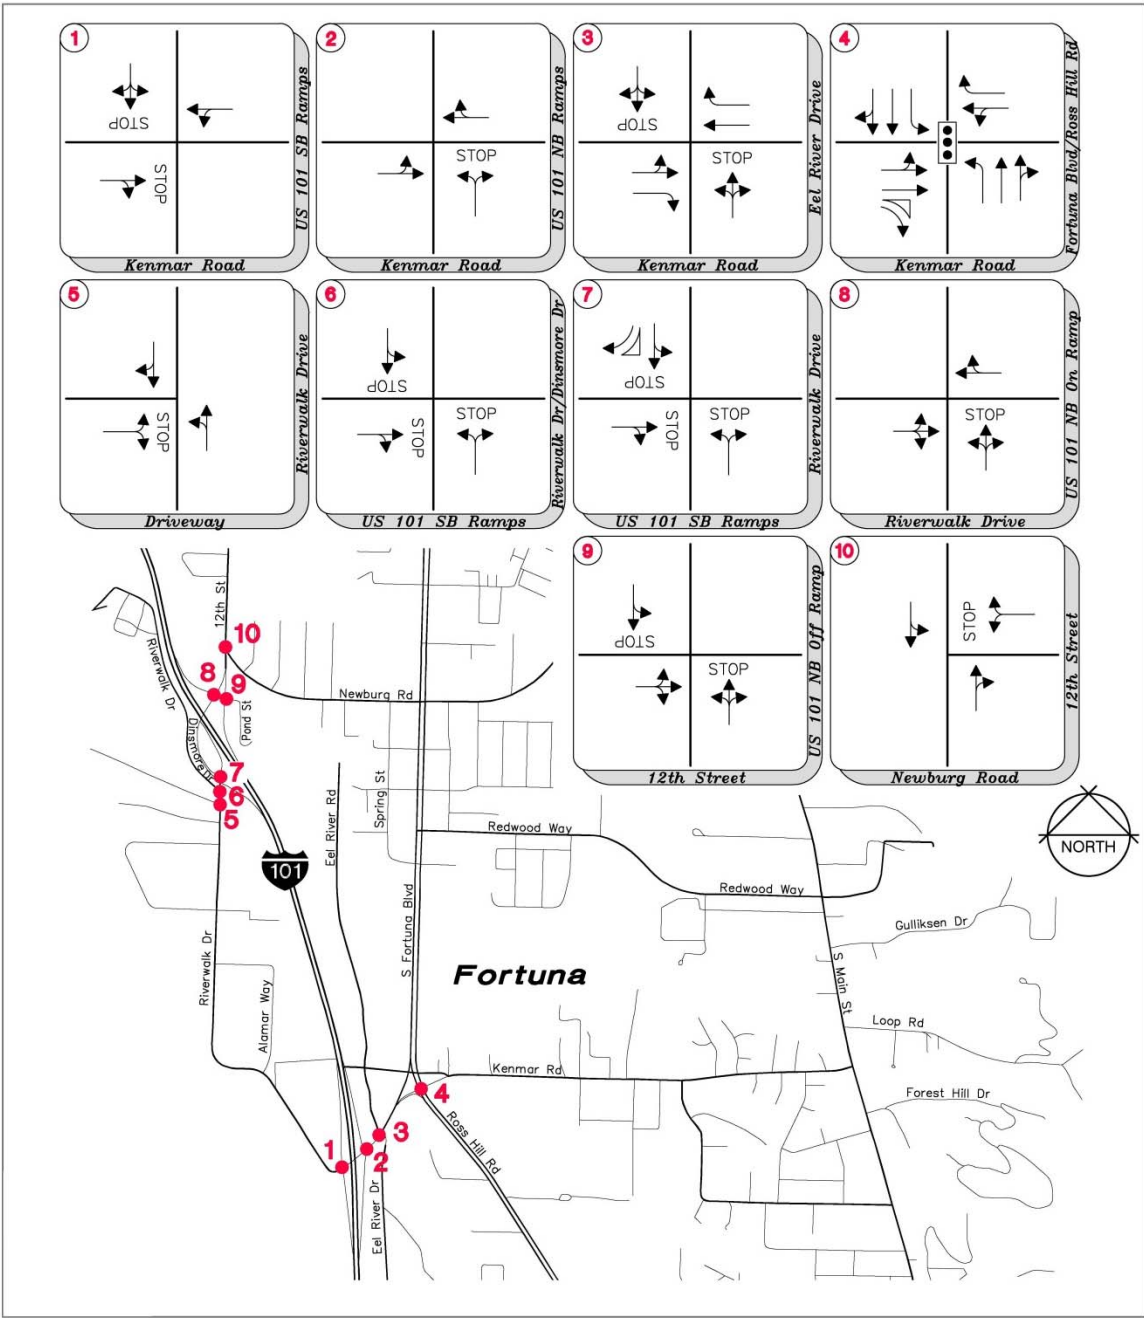 1
STOP
STOP
Kenmar Road
US 101 SB Ramps
2
STOP
Kenmar Road
US 101 NB Ramps
3
STOP
STOP
Kenmar Road
Eel River Drive
4
Kenmar Road
Fortuna Blvd/Ross Hill Rd
5
STOP
Driveway
Riverwalk Drive
6
STOP
STOP
STOP
US 101 SB Ramps
Riverwalk Dr/Dinsmore Dr
7
STOP
STOP
STOP
US 101 SB Ramps
Riverwalk Drive
8
STOP
Riverwalk Drive
US 101 NB On Ramp
9
STOP
STOP
12th Street
US 101 NB Off Ramp
10
STOP
Newburg Road
12th Street
12th St
10
Riverwalk Dr
8
9
Newburg Rd
Pond St
Dinsmore Dr
7
6
5
Eel River Rd
Spring St
Redwood Way
NORTH
101
Redwood Way
S Fortuna Blvd
Gulliksen Dr
Riverwalk Dr
Fortuna
S Main St
Alamar Way
Loop Rd
Kenmar Rd
4
Forest Hill Dr
3
Ross Hill Rd
1
2
Eel River Dr